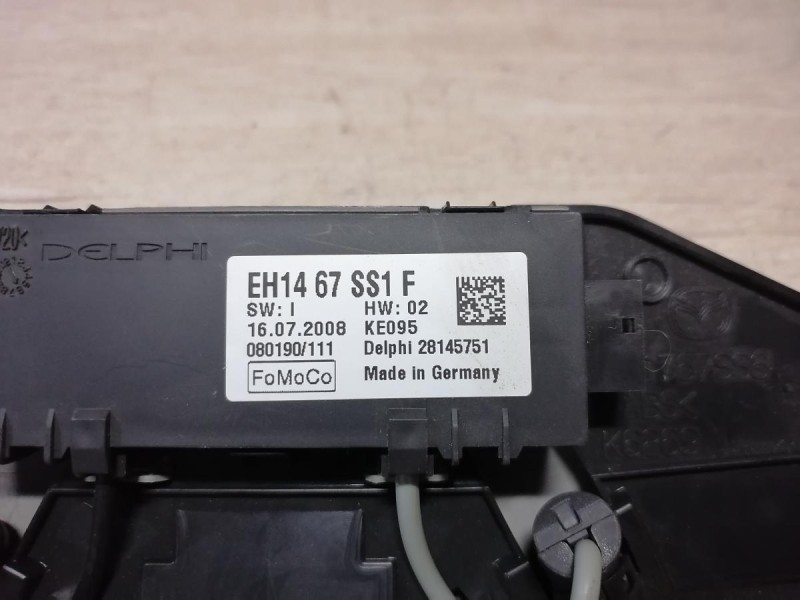 DELPHI
EH14 67 SS1 F
SW: I HW: 02
16.07.2008 KE095
080190/111 Delphi 28145751
FoMoCo Made in Germany